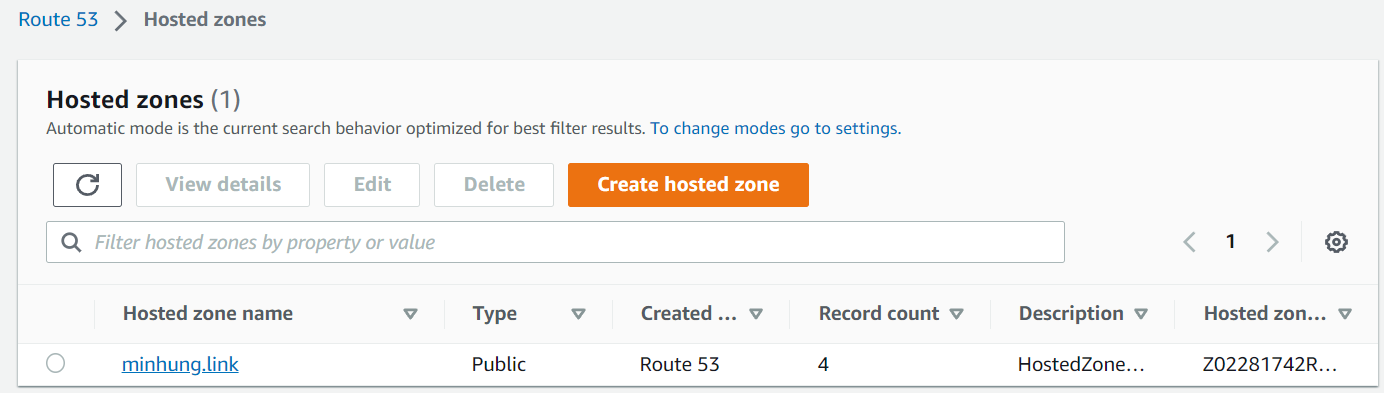 Route 53 > Hosted zones
Hosted zones (1)
Automatic mode is the current search behavior optimized for best filter results. To change modes go to settings.
View details Edit Delete Create hosted zone
Filter hosted zones by property or value 1
Hosted zone name Type Created ... Record count Description Hosted zon...
minhung.link Public Route 53 4 HostedZone... Z02281742R...